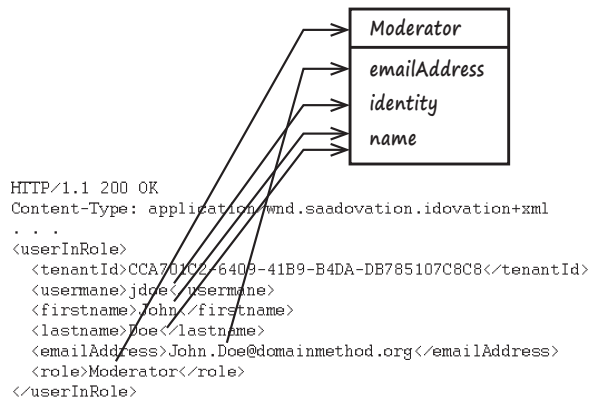 Moderator
emailAddress
identity
name
HTTP/1.1 200 OK
Content-Type: application/wnd.saadovation.idovation+xml
. . .
<userInRole>
<tenantId>CCA701C2-6409-41B9-B4DA-DB785107C8C8</tenantId>
<usermane>jdoe</usermane>
<firstname>John</firstname>
<lastname>Doe</lastname>
<emailAddress>John.Doe@domainmethod.org</emailAddress>
<role>Moderator</role>
</userInRole>